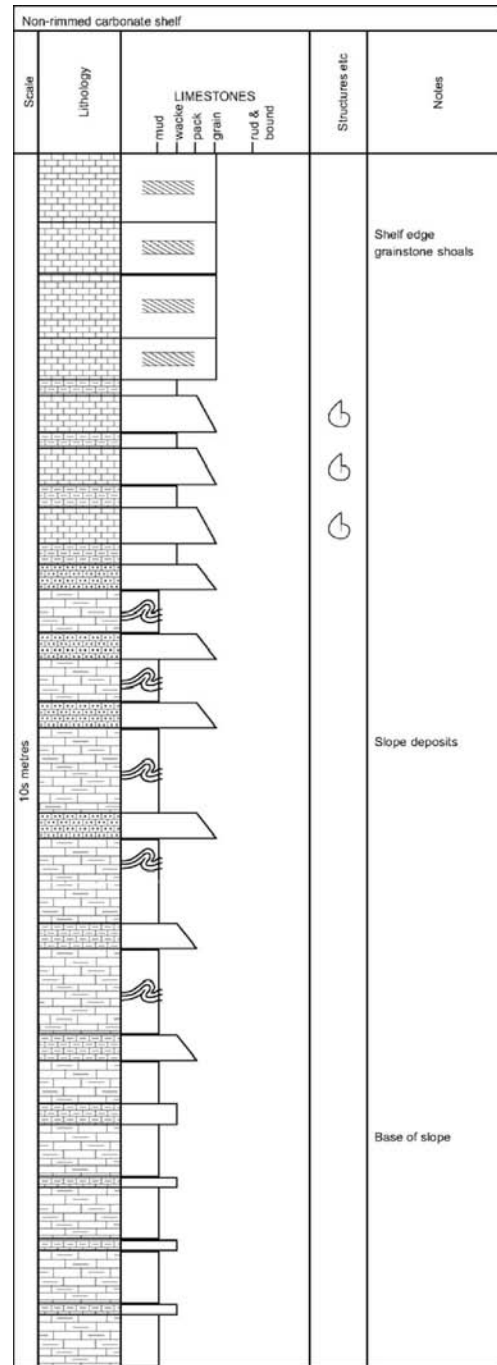 Non-rimmed carbonate shelf
Scale
Lithology
LIMESTONES
mud
wacke
pack
grain
rud &
bound
Structures etc
Notes
Shelf edge
grainstone shoals
10s metres
Slope deposits
Base of slope